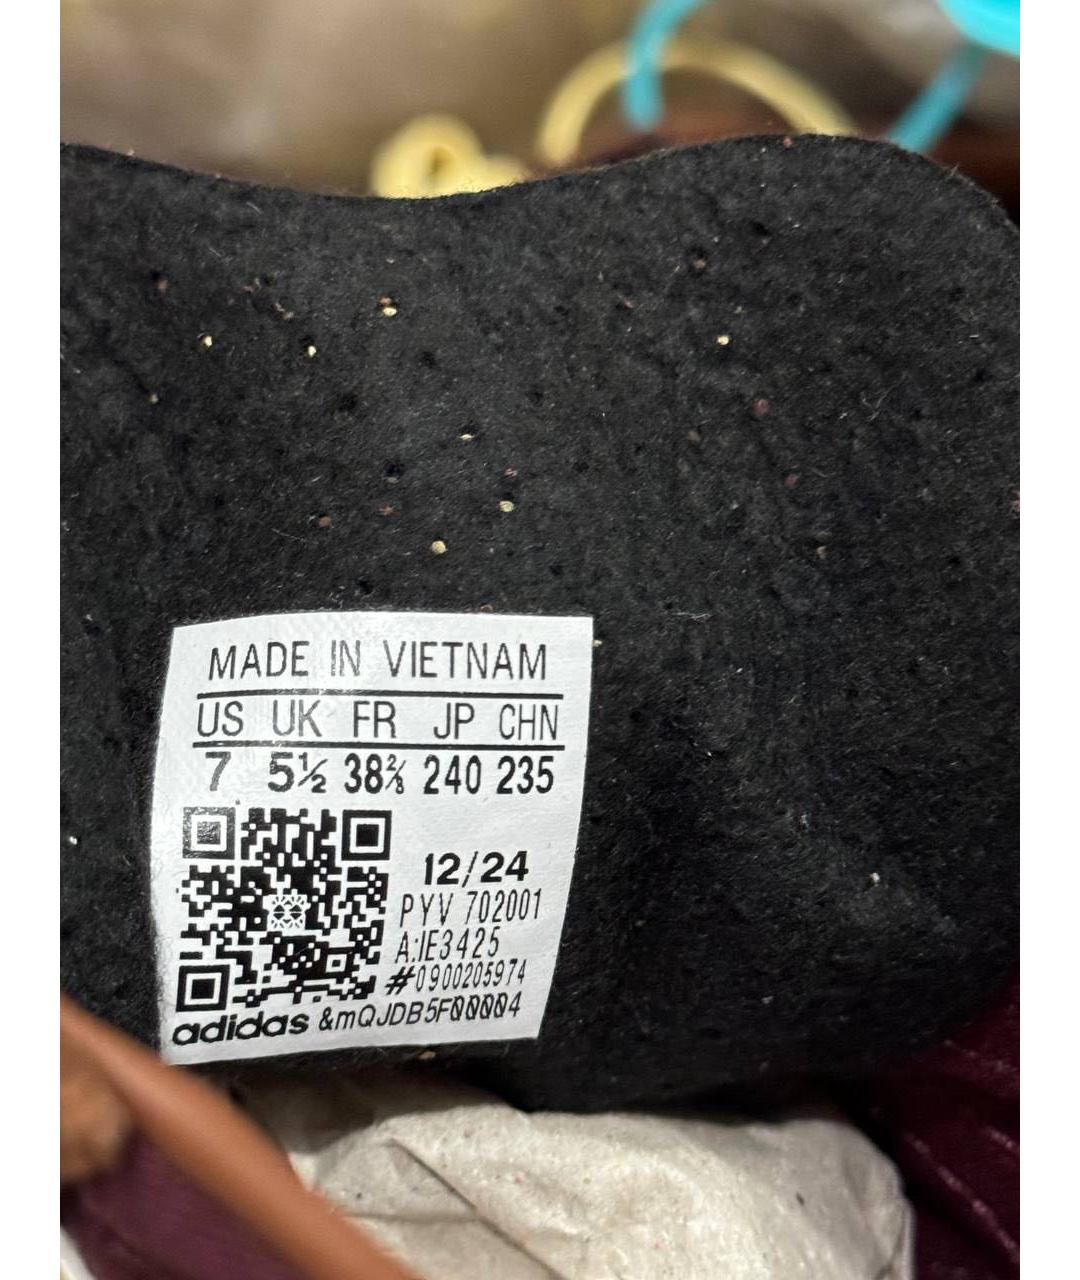 MADE IN VIETNAM
US UK FR JP CHN
7 5½ 38⅔ 240 235
12/24
PYV 702001
A:IE3425
#0900205974
adidas &mQJDB5F00004